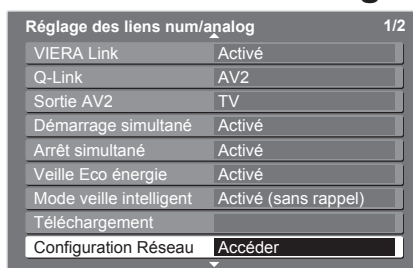 Réglage des liens num/analog 1/2
VIERA Link Activé
Q-Link AV2
Sortie AV2 TV
Démarrage simultané Activé
Arrêt simultané Activé
Veille Eco énergie Activé
Mode veille intelligent Activé (sans rappel)
Téléchargement
Configuration Réseau Accéder